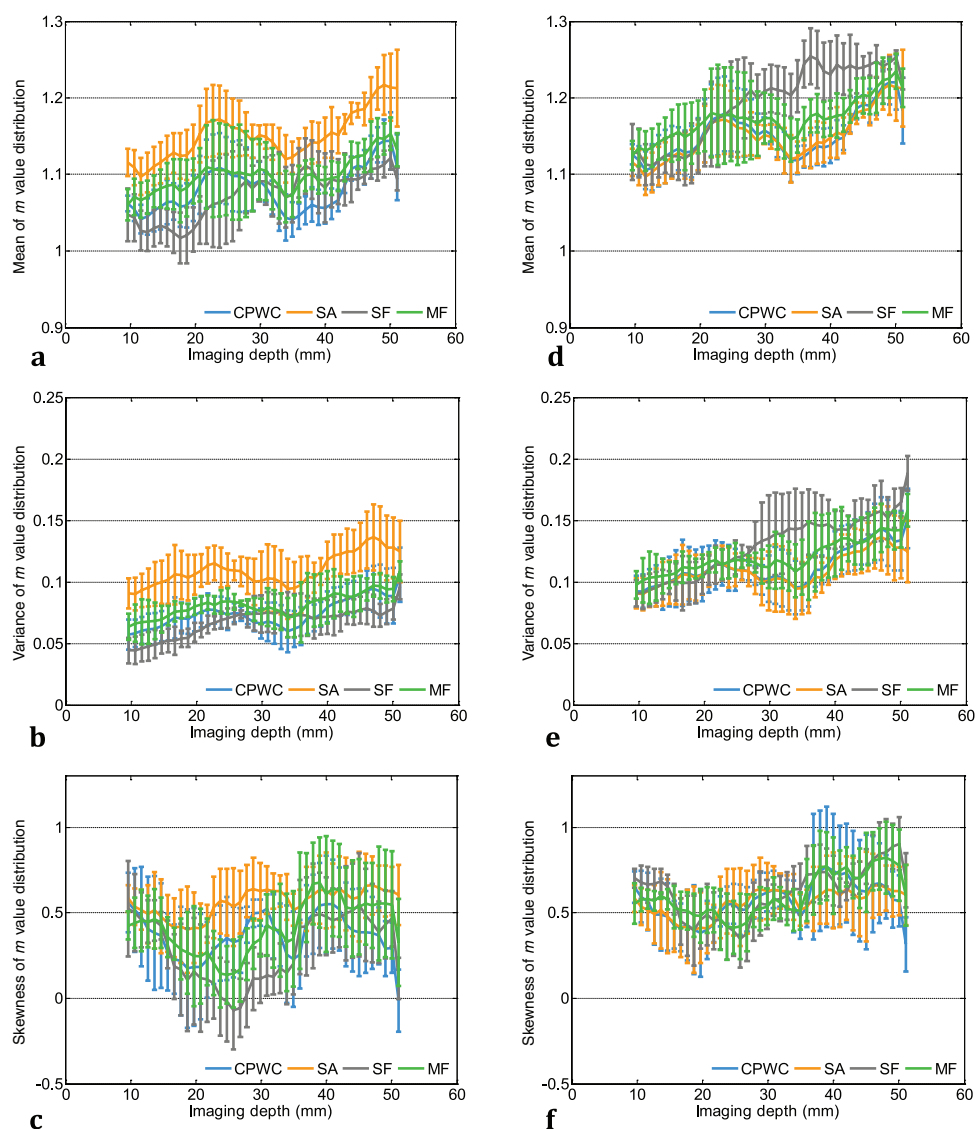 1.3
1.2
1.1
1
0.9
Mean of m value distribution
0 10 20 30 40 50 60
Imaging depth (mm)
CPWC SA SF MF
a
1.3
1.2
1.1
1
0.9
Mean of m value distribution
0 10 20 30 40 50 60
Imaging depth (mm)
CPWC SA SF MF
d
0.25
0.2
0.15
0.1
0.05
0
Variance of m value distribution
0 10 20 30 40 50 60
Imaging depth (mm)
CPWC SA SF MF
b
0.25
0.2
0.15
0.1
0.05
0
Variance of m value distribution
0 10 20 30 40 50 60
Imaging depth (mm)
CPWC SA SF MF
e
1
0.5
0
-0.5
Skewness of m value distribution
0 10 20 30 40 50 60
Imaging depth (mm)
CPWC SA SF MF
c
1
0.5
0
-0.5
Skewness of m value distribution
0 10 20 30 40 50 60
Imaging depth (mm)
CPWC SA SF MF
f